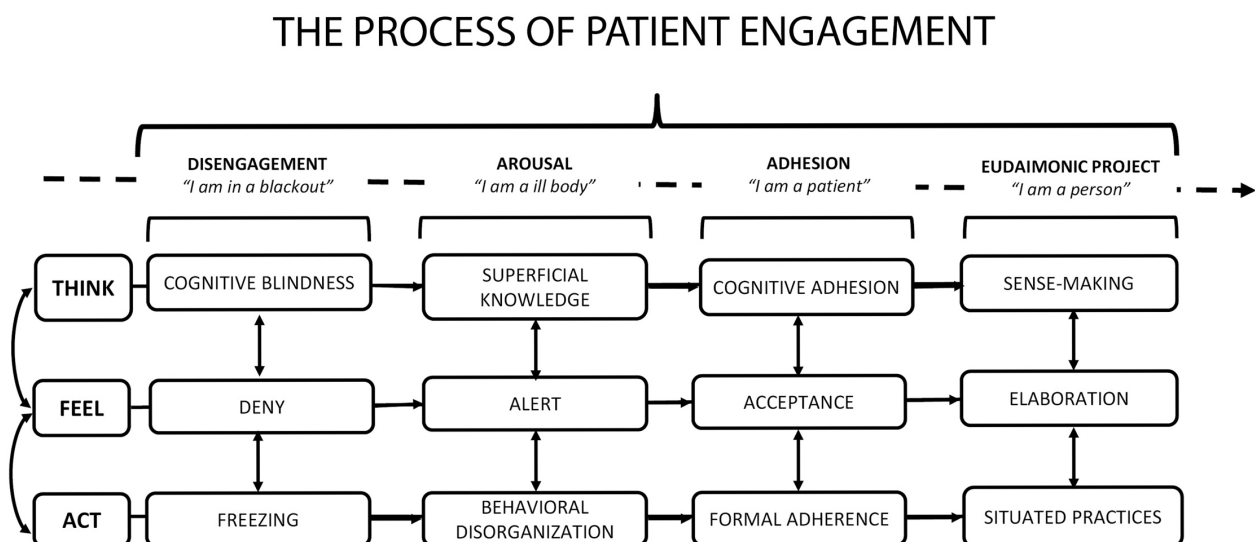 THE PROCESS OF PATIENT ENGAGEMENT
DISENGAGEMENT
“I am in a blackout”
AROUSAL
“I am a ill body”
ADHESION
“I am a patient”
EUDAIMONIC PROJECT
“I am a person”
THINK
COGNITIVE BLINDNESS
SUPERFICIAL
KNOWLEDGE
COGNITIVE ADHESION
SENSE-MAKING
FEEL
DENY
ALERT
ACCEPTANCE
ELABORATION
ACT
FREEZING
BEHAVIORAL
DISORGANIZATION
FORMAL ADHERENCE
SITUATED PRACTICES